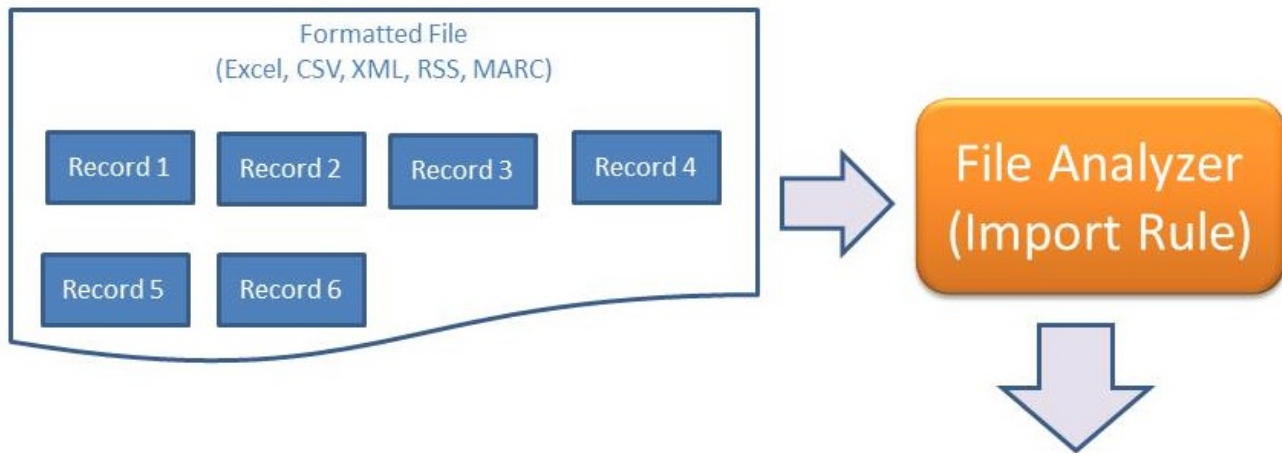 Formatted File
(Excel, CSV, XML, RSS, MARC)
Record 1
Record 2
Record 3
Record 4
Record 5
Record 6
File Analyzer
(Import Rule)